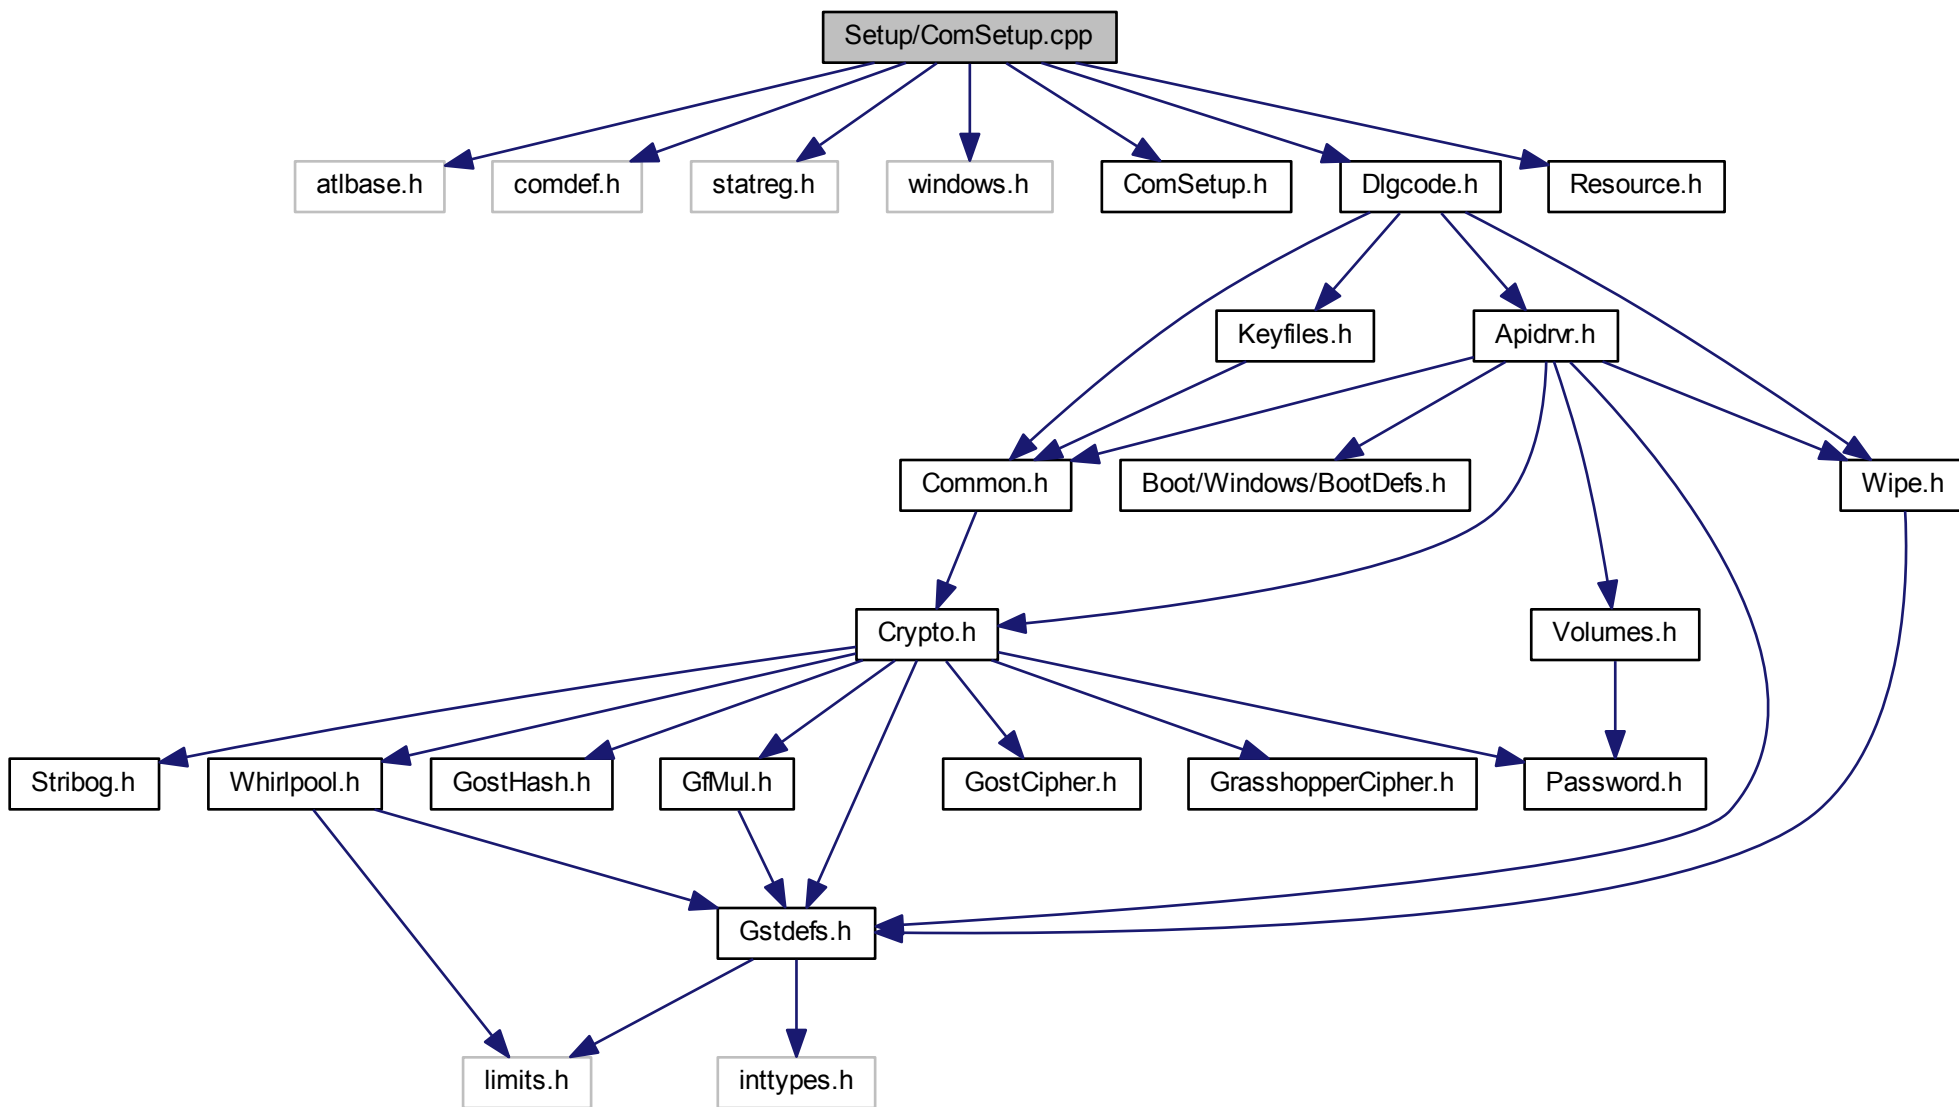 Setup/ComSetup.cpp
atlbase.h
comdef.h
statreg.h
windows.h
ComSetup.h
Dlgcode.h
Resource.h
Keyfiles.h
Apidrvr.h
Common.h
Boot/Windows/BootDefs.h
Wipe.h
Crypto.h
Volumes.h
Stribog.h
Whirlpool.h
GostHash.h
GfMul.h
GostCipher.h
GrasshopperCipher.h
Password.h
Gstdefs.h
limits.h
inttypes.h